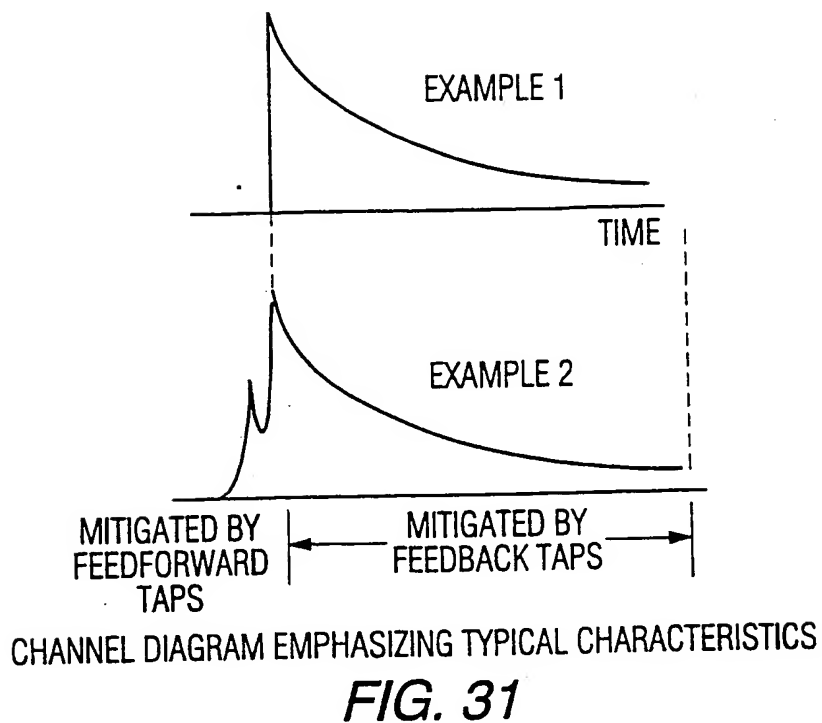 EXAMPLE 1
TIME
EXAMPLE 2
MITIGATED BY
FEEDFORWARD
TAPS
MITIGATED BY
FEEDBACK TAPS
CHANNEL DIAGRAM EMPHASIZING TYPICAL CHARACTERISTICS
FIG. 31